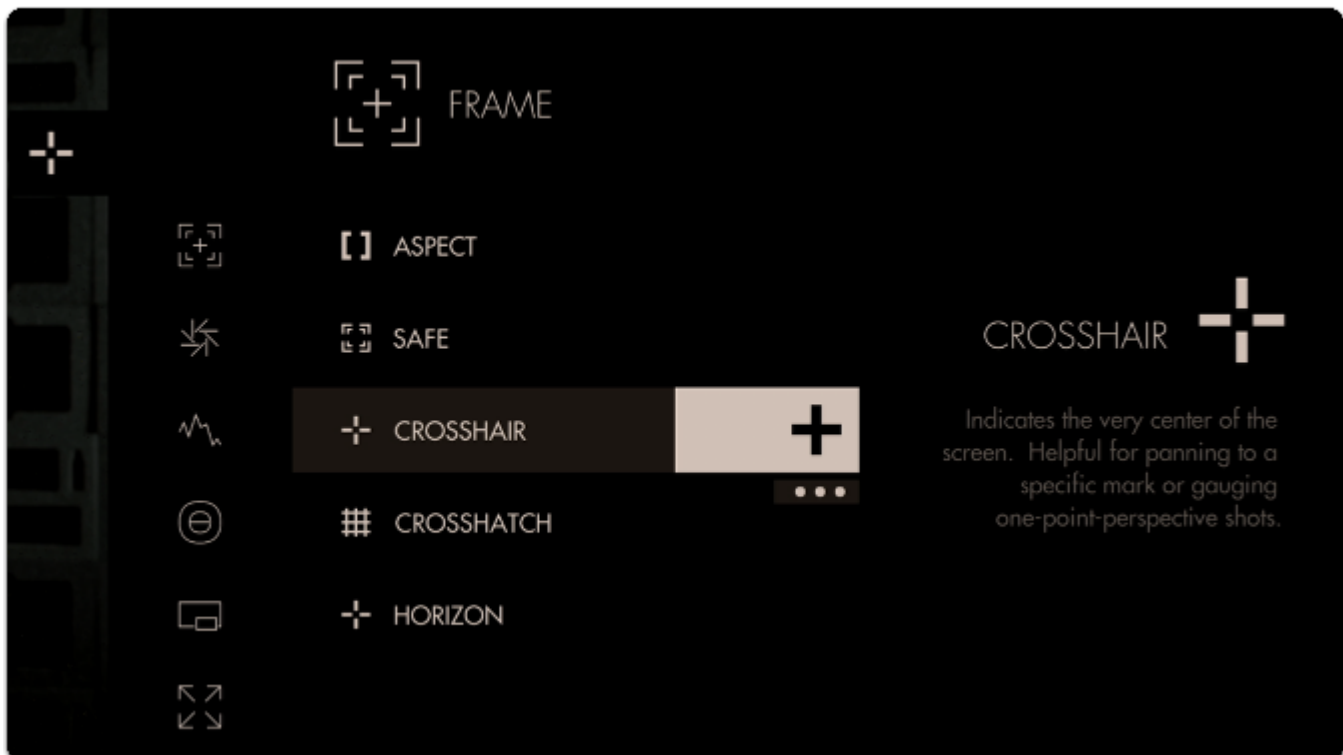 FRAME
ASPECT
SAFE
CROSSHAIR
CROSSHATCH
HORIZON
CROSSHAIR
Indicates the very center of the
screen.  Helpful for panning to a
specific mark or gauging
one-point-perspective shots.